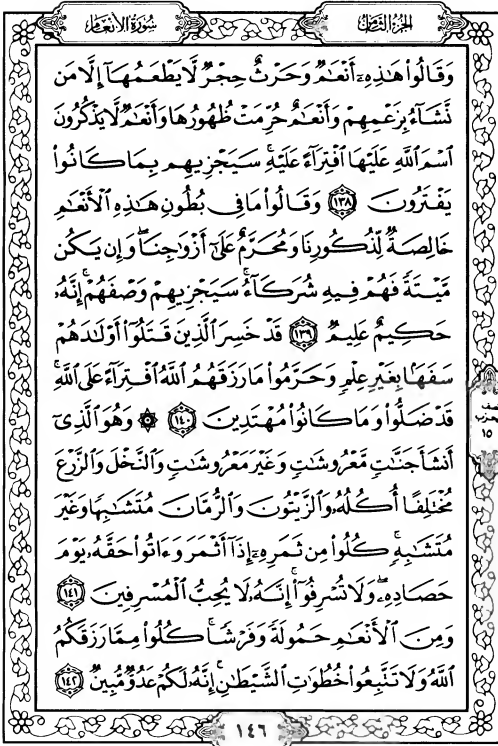 الجزء الثامن
سورة الأنعام
وَقَالُوا۟ هَـٰذِهِۦٓ أَنْعَـٰمٌ وَحَرْثٌ حِجْرٌ لَّا يَطْعَمُهَآ إِلَّا مَن
نَّشَآءُ بِزَعْمِهِمْ وَأَنْعَـٰمٌ حُرِّمَتْ ظُهُورُهَا وَأَنْعَـٰمٌ لَّا يَذْكُرُونَ
ٱسْمَ ٱللَّهِ عَلَيْهَا ٱفْتِرَآءً عَلَيْهِ ۚ سَيَجْزِيهِم بِمَا كَانُوا۟
يَفْتَرُونَ ١٣٨ وَقَالُوا۟ مَا فِى بُطُونِ هَـٰذِهِ ٱلْأَنْعَـٰمِ
خَالِصَةٌ لِّذُكُورِنَا وَمُحَرَّمٌ عَلَىٰٓ أَزْوَٰجِنَا ۖ وَإِن يَكُن
مَّيْتَةً فَهُمْ فِيهِ شُرَكَآءُ ۚ سَيَجْزِيهِمْ وَصْفَهُمْ ۚ إِنَّهُۥ
حَكِيمٌ عَلِيمٌ ١٣٩ قَدْ خَسِرَ ٱلَّذِينَ قَتَلُوٓا۟ أَوْلَـٰدَهُمْ
سَفَهًۢا بِغَيْرِ عِلْمٍ وَحَرَّمُوا۟ مَا رَزَقَهُمُ ٱللَّهُ ٱفْتِرَآءً عَلَى ٱللَّهِ ۚ
قَدْ ضَلُّوا۟ وَمَا كَانُوا۟ مُهْتَدِينَ ١٤٠ ۞ وَهُوَ ٱلَّذِىٓ
أَنشَأَ جَنَّـٰتٍ مَّعْرُوشَـٰتٍ وَغَيْرَ مَعْرُوشَـٰتٍ وَٱلنَّخْلَ وَٱلزَّرْعَ
مُخْتَلِفًا أُكُلُهُۥ وَٱلزَّيْتُونَ وَٱلرُّمَّانَ مُتَشَـٰبِهًا وَغَيْرَ
مُتَشَـٰبِهٍ ۚ كُلُوا۟ مِن ثَمَرِهِۦٓ إِذَآ أَثْمَرَ وَءَاتُوا۟ حَقَّهُۥ يَوْمَ
حَصَادِهِۦ ۖ وَلَا تُسْرِفُوٓا۟ ۚ إِنَّهُۥ لَا يُحِبُّ ٱلْمُسْرِفِينَ ١٤١
وَمِنَ ٱلْأَنْعَـٰمِ حَمُولَةً وَفَرْشًا ۚ كُلُوا۟ مِمَّا رَزَقَكُمُ
ٱللَّهُ وَلَا تَتَّبِعُوا۟ خُطُوَٰتِ ٱلشَّيْطَـٰنِ ۚ إِنَّهُۥ لَكُمْ عَدُوٌّ مُّبِينٌ ١٤٢
١٥
١٤٦